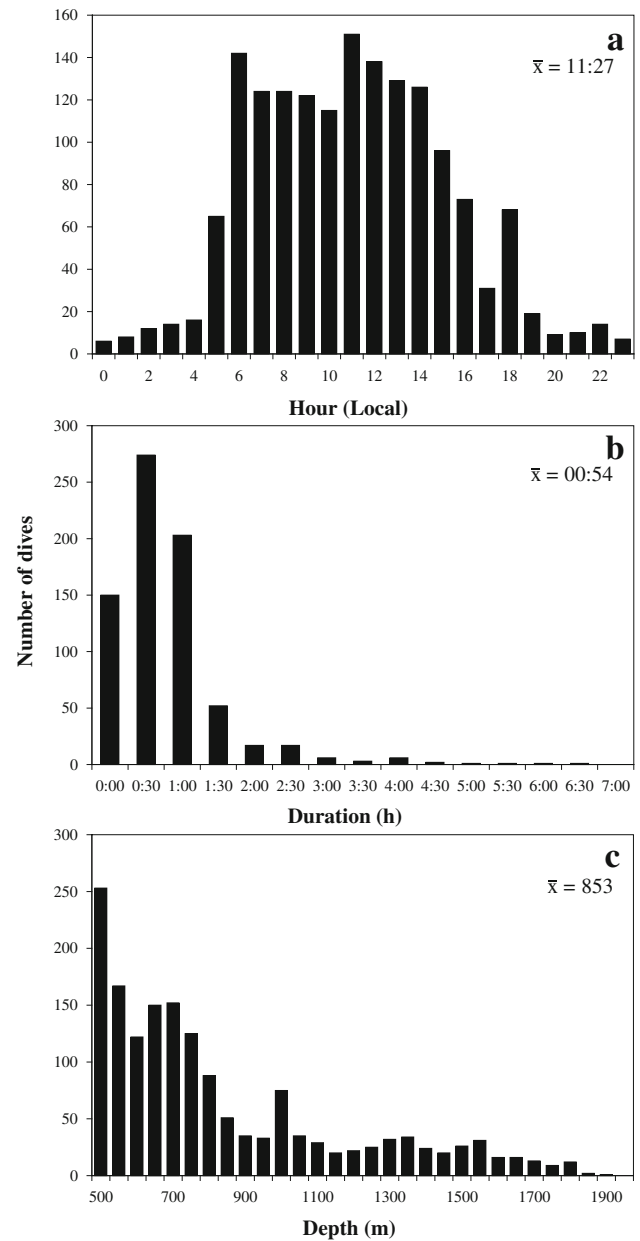 160
140
120
100
80
60
40
20
0
a
x̄ = 11:27
0 2 4 6 8 10 12 14 16 18 20 22
Hour (Local)
Number of dives
300
250
200
150
100
50
0
b
x̄ = 00:54
0:00 0:30 1:00 1:30 2:00 2:30 3:00 3:30 4:00 4:30 5:00 5:30 6:00 6:30 7:00
Duration (h)
300
250
200
150
100
50
0
c
x̄ = 853
500 700 900 1100 1300 1500 1700 1900
Depth (m)